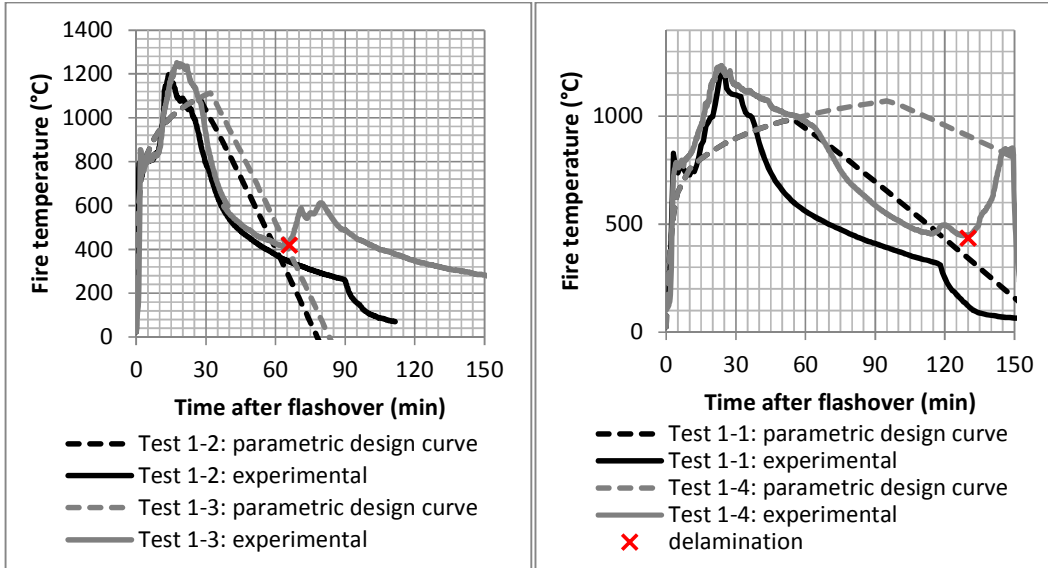 1400
1200
1000
800
600
400
200
0
0 30 60 90 120 150
Fire temperature (°C)
Time after flashover (min)
Test 1-2: parametric design curve
Test 1-2: experimental
Test 1-3: parametric design curve
Test 1-3: experimental
1000
500
0
0 30 60 90 120 150
Fire temperature (°C)
Time after flashover (min)
Test 1-1: parametric design curve
Test 1-1: experimental
Test 1-4: parametric design curve
Test 1-4: experimental
delamination